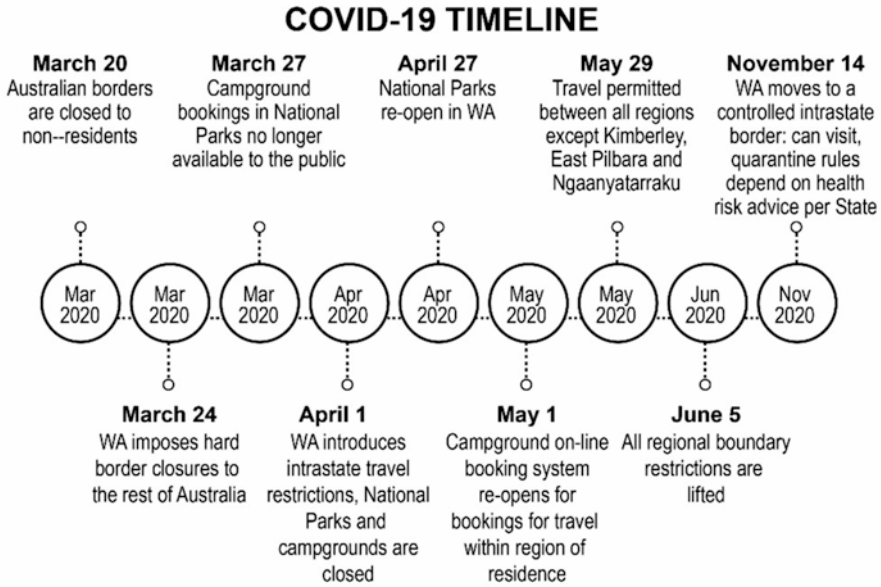 COVID-19 TIMELINE
March 20
Australian borders
are closed to
non--residents
March 27
Campground
bookings in National
Parks no longer
available to the public
April 27
National Parks
re-open in WA
May 29
Travel permitted
between all regions
except Kimberley,
East Pilbara and
Ngaanyatarraku
November 14
WA moves to a
controlled intrastate
border: can visit,
quarantine rules
depend on health
risk advice per State
Mar
2020
Mar
2020
Mar
2020
Apr
2020
Apr
2020
May
2020
May
2020
Jun
2020
Nov
2020
March 24
WA imposes hard
border closures to
the rest of Australia
April 1
WA introduces
intrastate travel
restrictions, National
Parks and
campgrounds are
closed
May 1
Campground on-line
booking system
re-opens for
bookings for travel
within region of
residence
June 5
All regional boundary
restrictions are
lifted